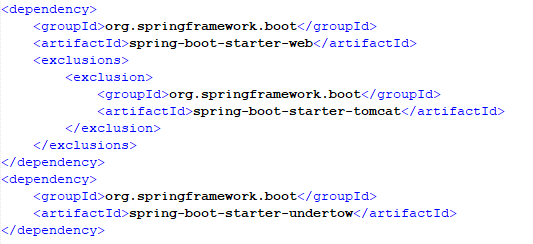 <dependency>
    <groupId>org.springframework.boot</groupId>
    <artifactId>spring-boot-starter-web</artifactId>
    <exclusions>
        <exclusion>
            <groupId>org.springframework.boot</groupId>
            <artifactId>spring-boot-starter-tomcat</artifactId>
        </exclusion>
    </exclusions>
</dependency>
<dependency>
    <groupId>org.springframework.boot</groupId>
    <artifactId>spring-boot-starter-undertow</artifactId>
</dependency>